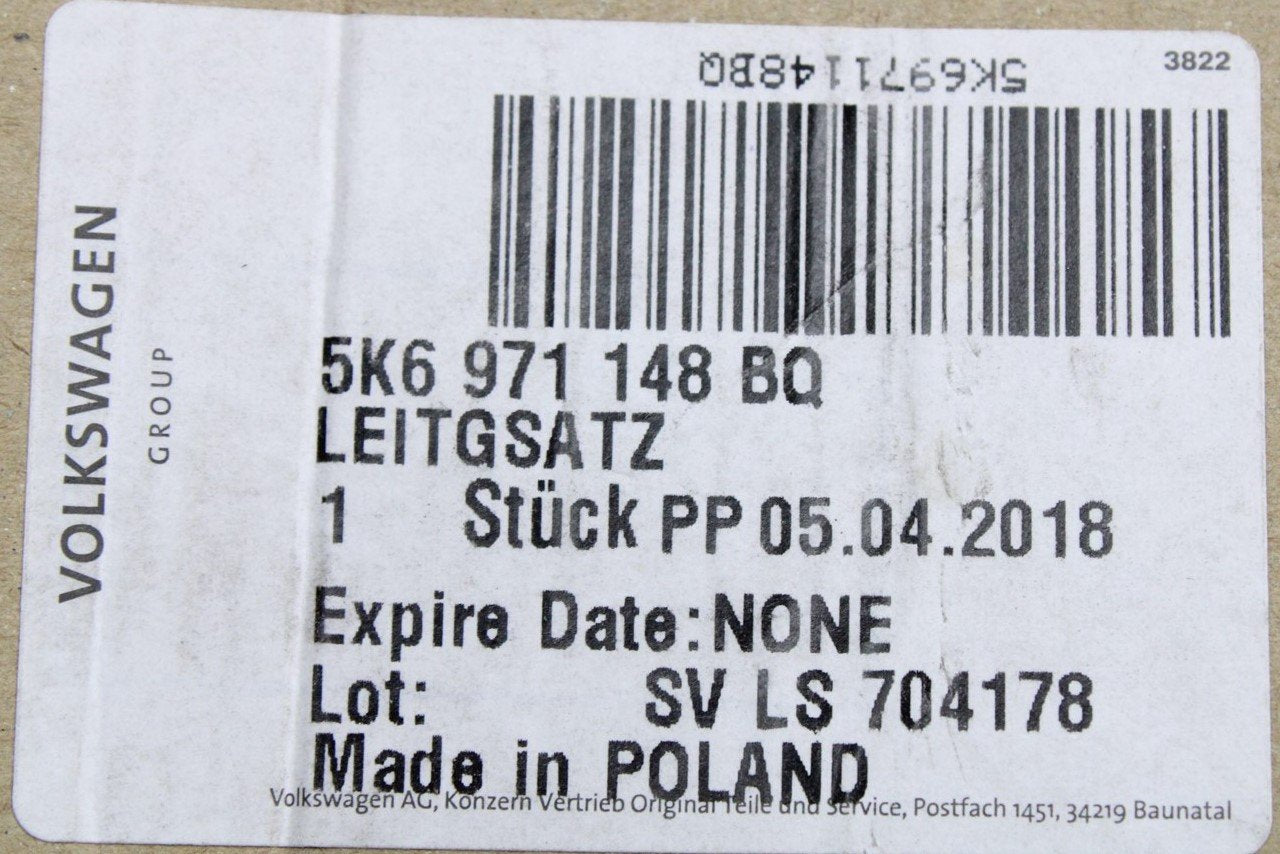 3822
5K6971148BQ
VOLKSWAGEN
GROUP
5K6 971 148 BQ
LEITGSATZ
1 Stück PP 05.04.2018
Expire Date:NONE
Lot: SV LS 704178
Made in POLAND
Volkswagen AG, Konzern Vertrieb Original Teile und Service, Postfach 1451, 34219 Baunatal